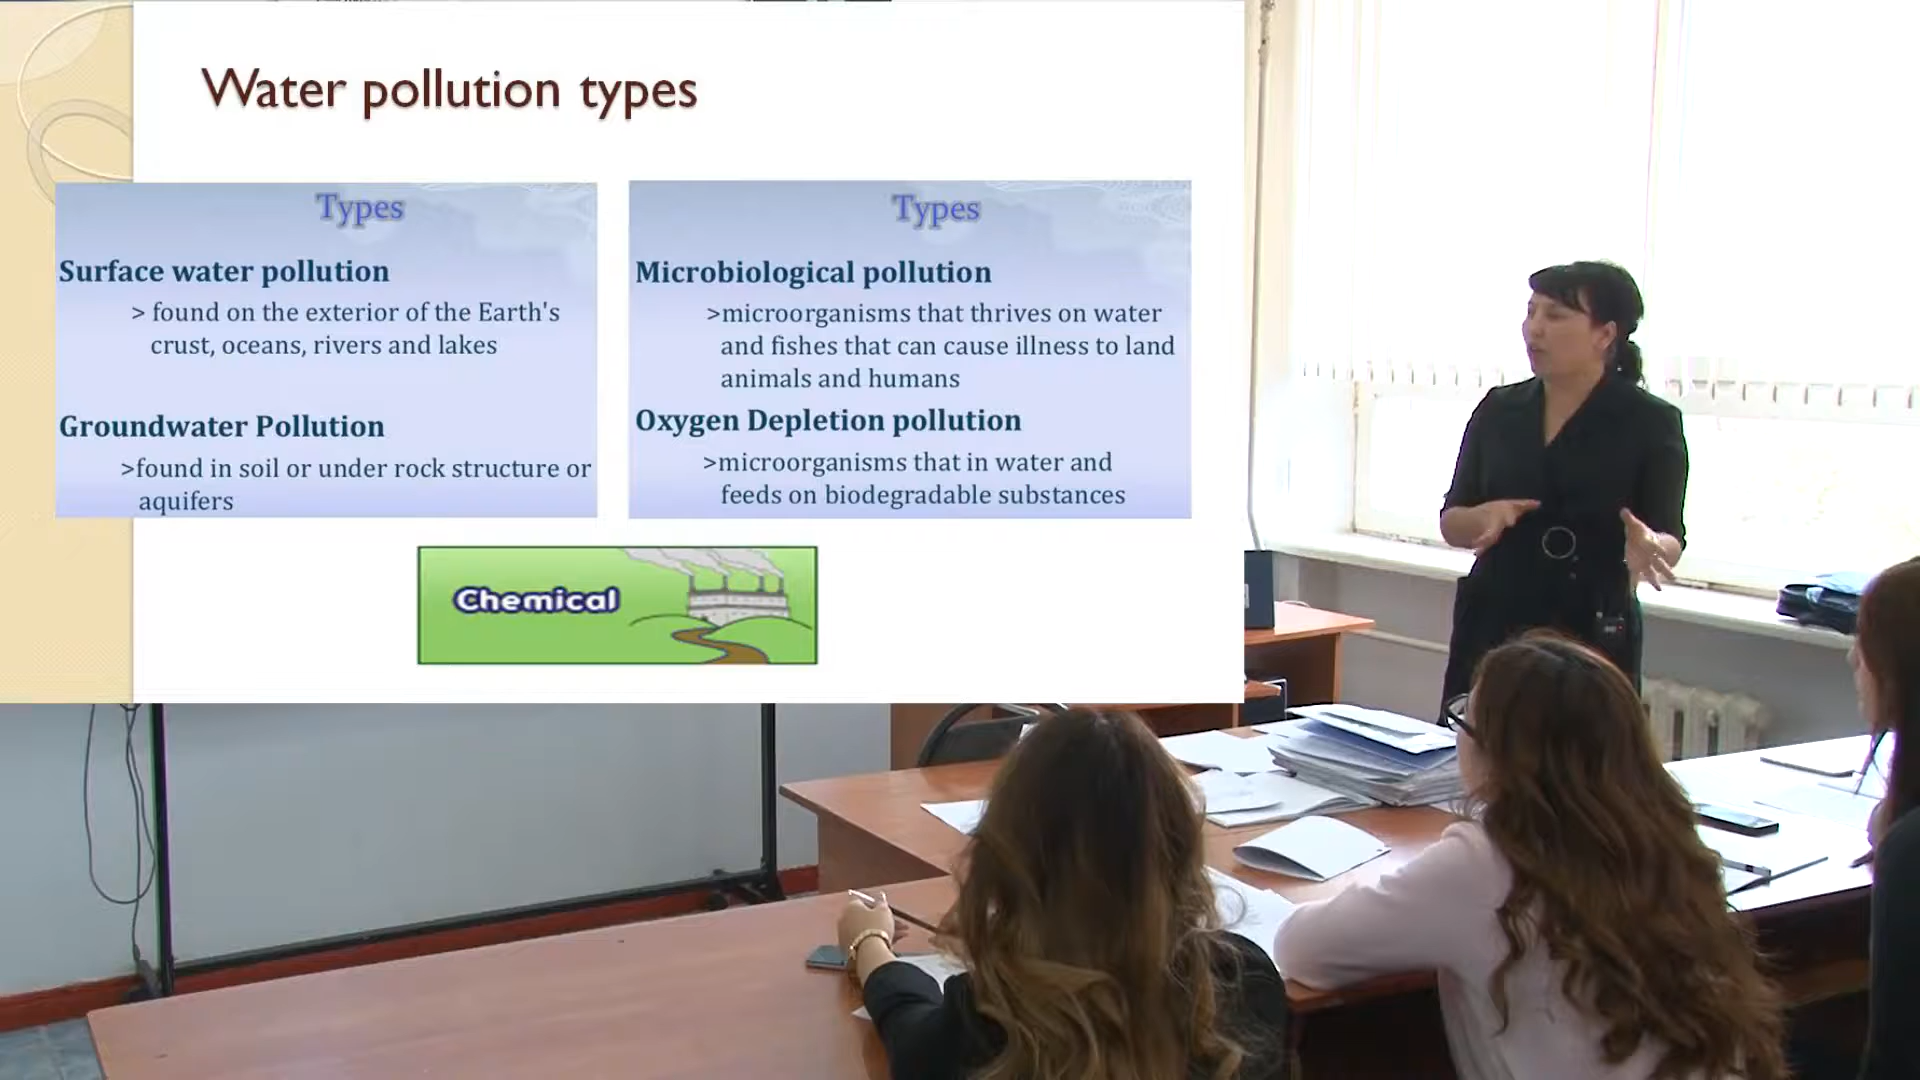 Water pollution types
Types
Surface water pollution
> found on the exterior of the Earth's
crust, oceans, rivers and lakes
Groundwater Pollution
>found in soil or under rock structure or
aquifers
Types
Microbiological pollution
>microorganisms that thrives on water
and fishes that can cause illness to land
animals and humans
Oxygen Depletion pollution
>microorganisms that in water and
feeds on biodegradable substances
Chemical